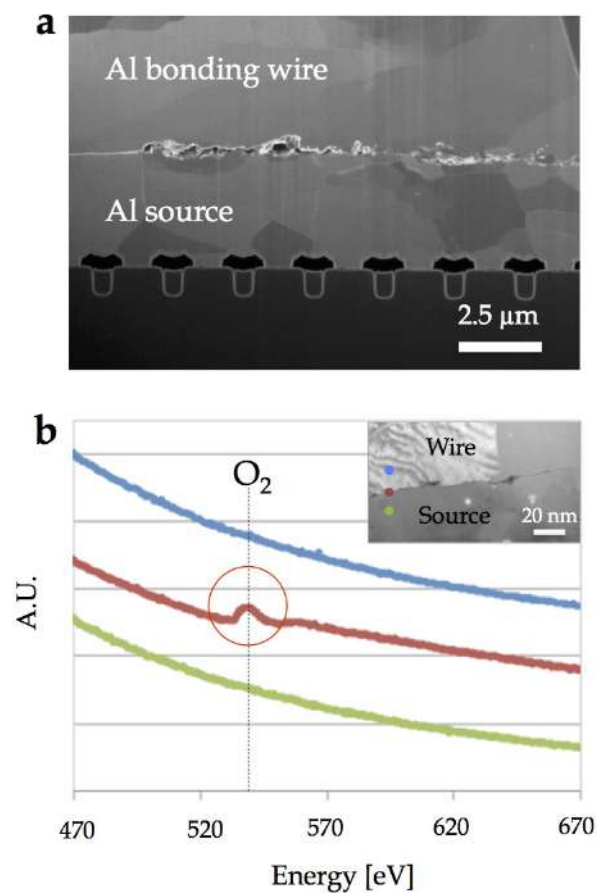 a
Al bonding wire
Al source
2.5 µm
b
O₂
Wire
Source
20 nm
A.U.
470 520 570 620 670
Energy [eV]